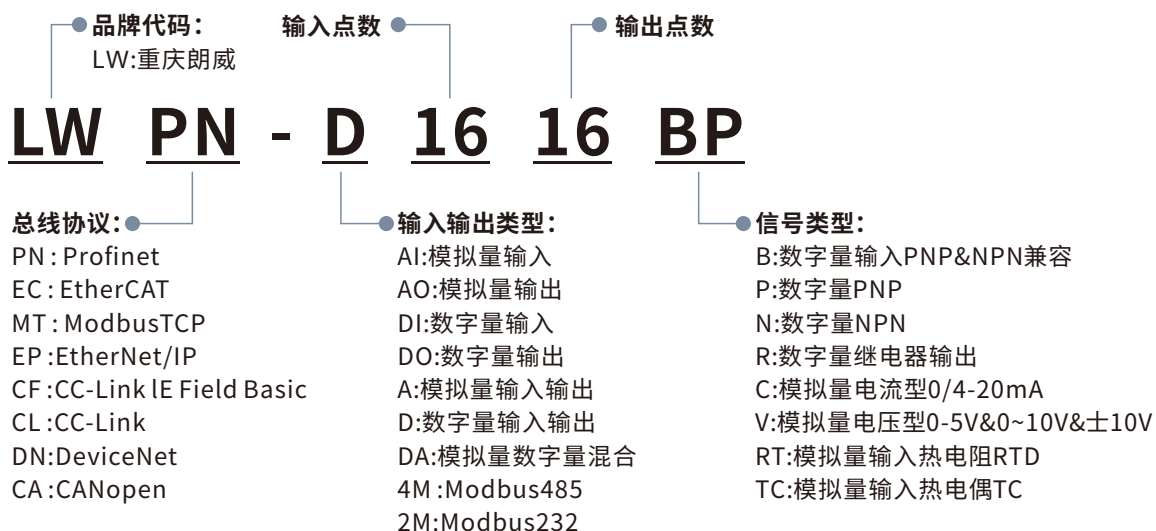 品牌代码：
LW:重庆朗威
输入点数
输出点数
LW PN - D 16 16 BP
总线协议：
PN : Profinet
EC : EtherCAT
MT : ModbusTCP
EP :EtherNet/IP
CF :CC-Link lE Field Basic
CL :CC-Link
DN:DeviceNet
CA :CANopen
输入输出类型：
AI:模拟量输入
AO:模拟量输出
DI:数字量输入
DO:数字量输出
A:模拟量输入输出
D:数字量输入输出
DA:模拟量数字量混合
4M :Modbus485
2M:Modbus232
信号类型：
B:数字量输入PNP&NPN兼容
P:数字量PNP
N:数字量NPN
R:数字量继电器输出
C:模拟量电流型0/4-20mA
V:模拟量电压型0-5V&0~10V&士10V
RT:模拟量输入热电阻RTD
TC:模拟量输入热电偶TC